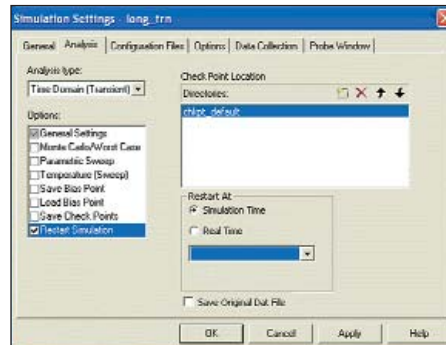 Simulation Settings - long_trn
General Analysis Configuration Files Options Data Collection Probe Window
Analysis type:
Time Domain (Transient)
Options:
General Settings
Monte Carlo/Worst Case
Parametric Sweep
Temperature (Sweep)
Save Bias Point
Load Bias Point
Save Check Points
Restart Simulation
Check Point Location
Directories:
chkpt_default
Restart At
Simulation Time
Real Time
Save Original Dat File
OK Cancel Apply Help